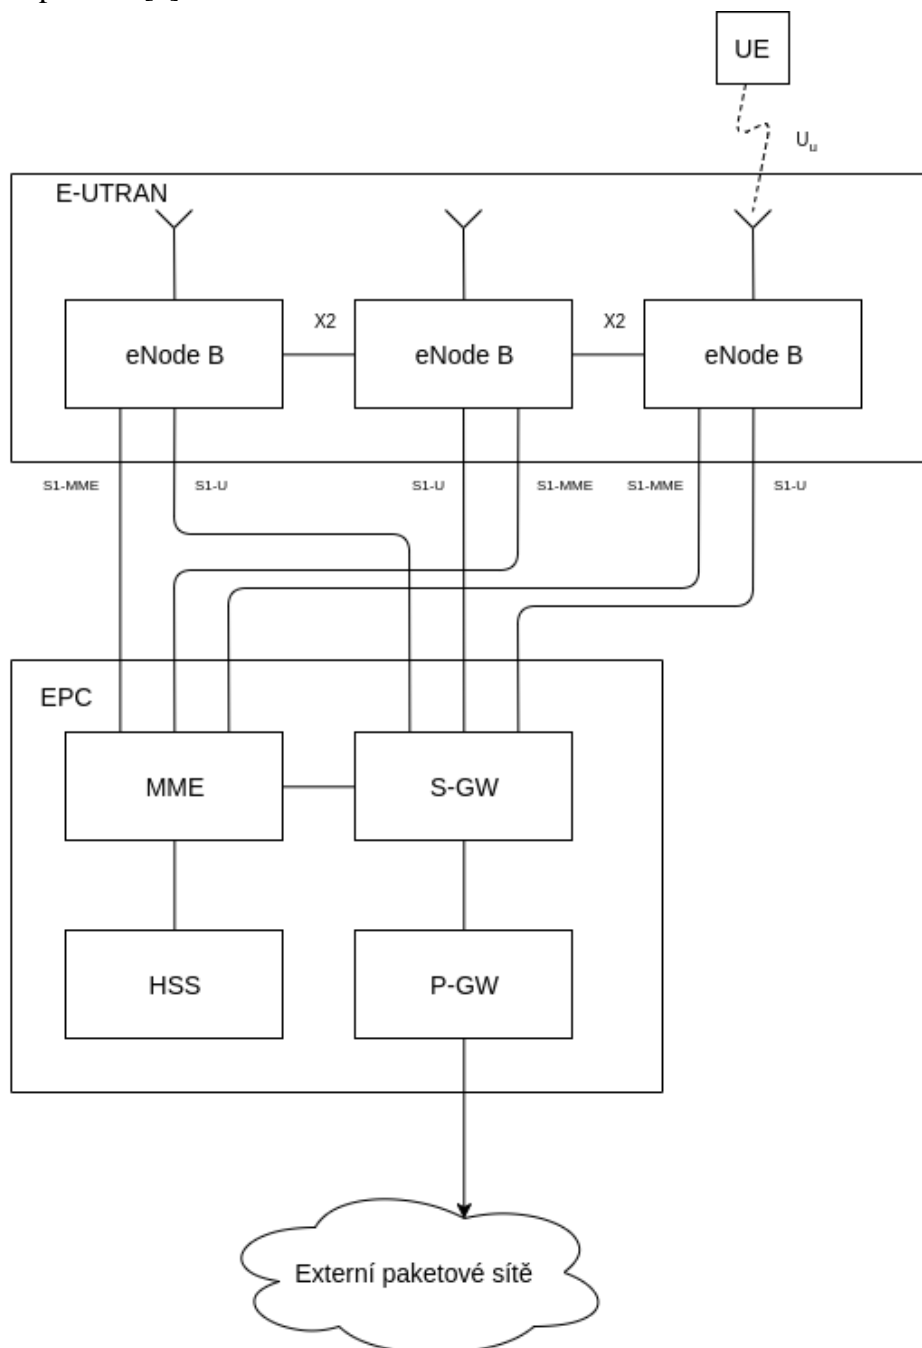 UE
Uu
E-UTRAN
X2
X2
eNode B
eNode B
eNode B
S1-MME
S1-U
S1-U
S1-MME
S1-MME
S1-U
EPC
MME
S-GW
HSS
P-GW
Externí paketové sítě